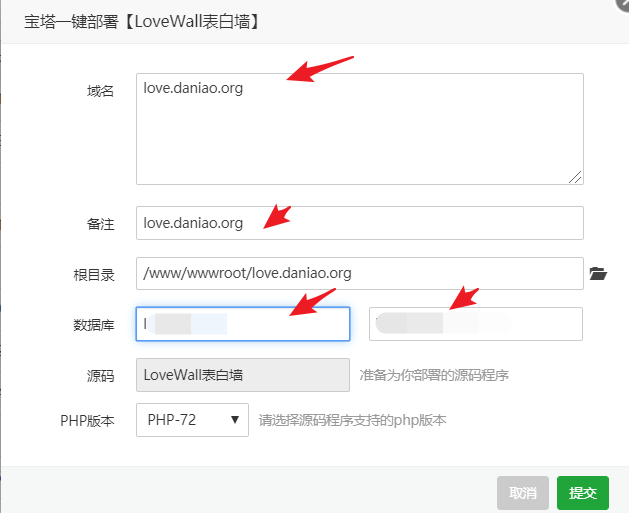 宝塔一键部署【LoveWall表白墙】
域名
love.daniao.org
备注
love.daniao.org
根目录
/www/wwwroot/love.daniao.org
数据库
l
源码
LoveWall表白墙
准备为你部署的源码程序
PHP版本
PHP-72
请选择源码程序支持的php版本
取消
提交